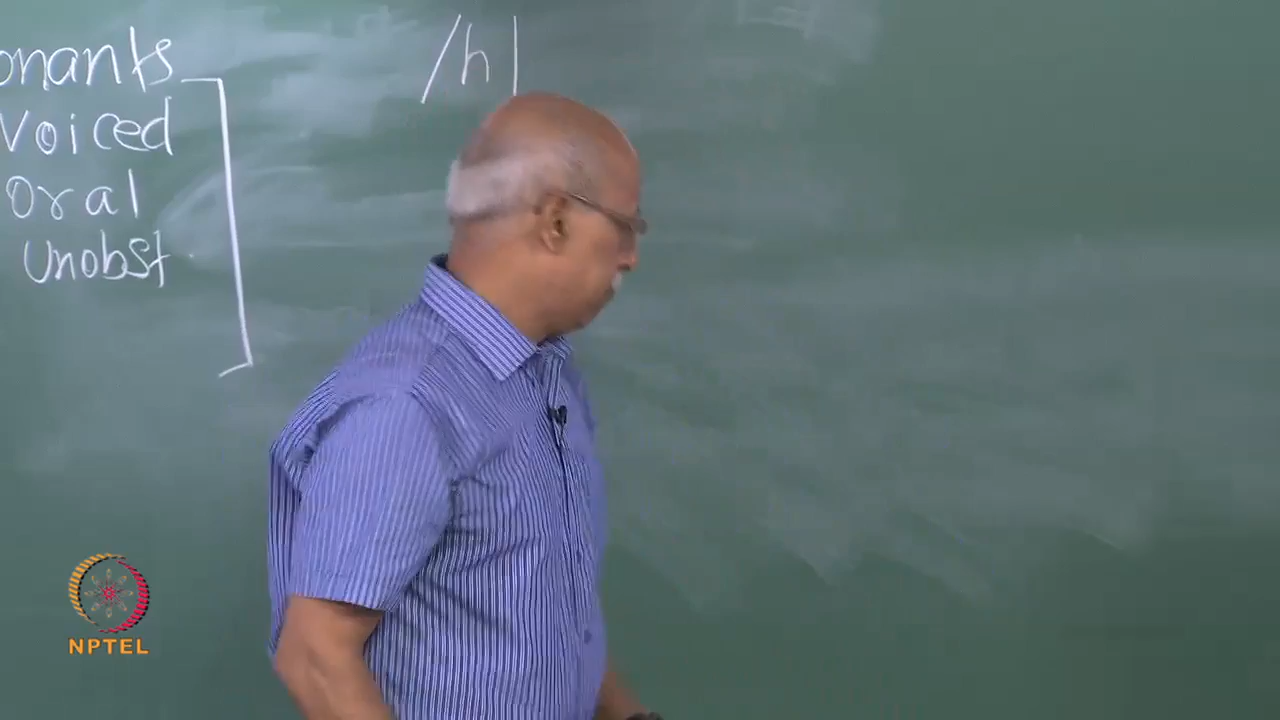 onants
Voiced
Oral
Unobst
/h/
NPTEL